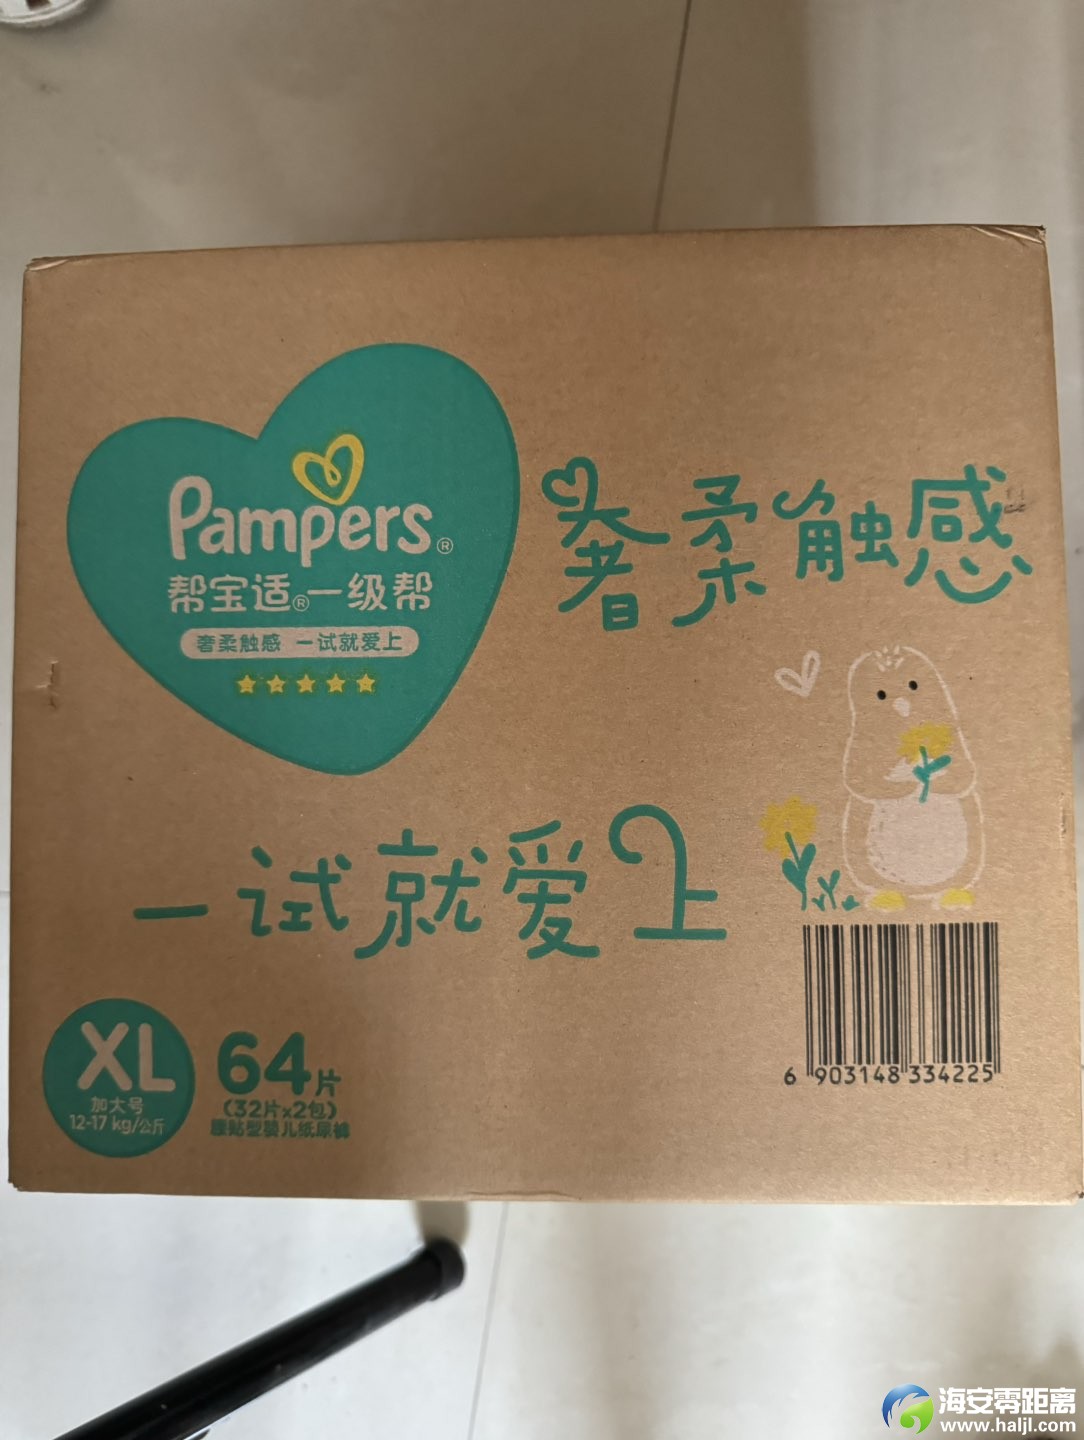 Pampers®
帮宝适®一级帮
奢柔触感 一试就爱上
奢柔触感
一试就爱上
XL
加大号
12-17 kg/公斤
64片
(32片x2包)
腰贴型婴儿纸尿裤
6 903148 334225
海安零距离
www.haljl.com